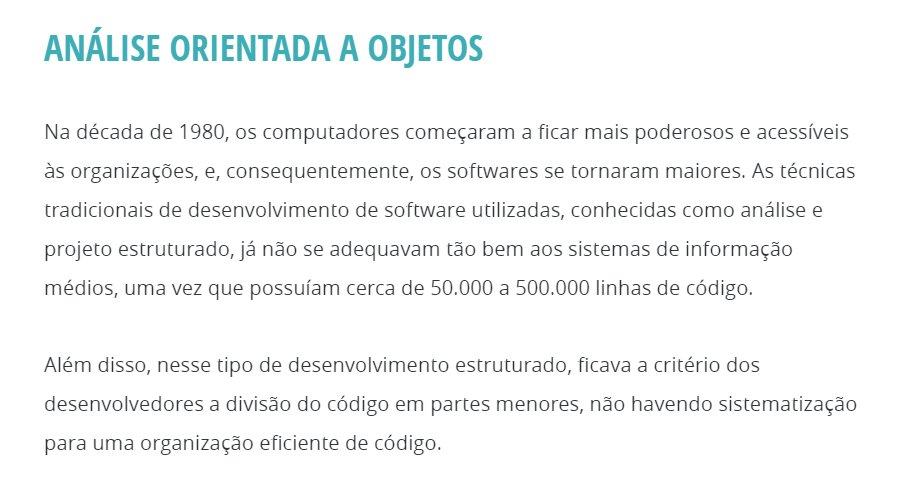 ANÁLISE ORIENTADA A OBJETOS
Na década de 1980, os computadores começaram a ficar mais poderosos e acessíveis
às organizações, e, consequentemente, os softwares se tornaram maiores. As técnicas
tradicionais de desenvolvimento de software utilizadas, conhecidas como análise e
projeto estruturado, já não se adequavam tão bem aos sistemas de informação
médios, uma vez que possuíam cerca de 50.000 a 500.000 linhas de código.
Além disso, nesse tipo de desenvolvimento estruturado, ficava a critério dos
desenvolvedores a divisão do código em partes menores, não havendo sistematização
para uma organização eficiente de código.